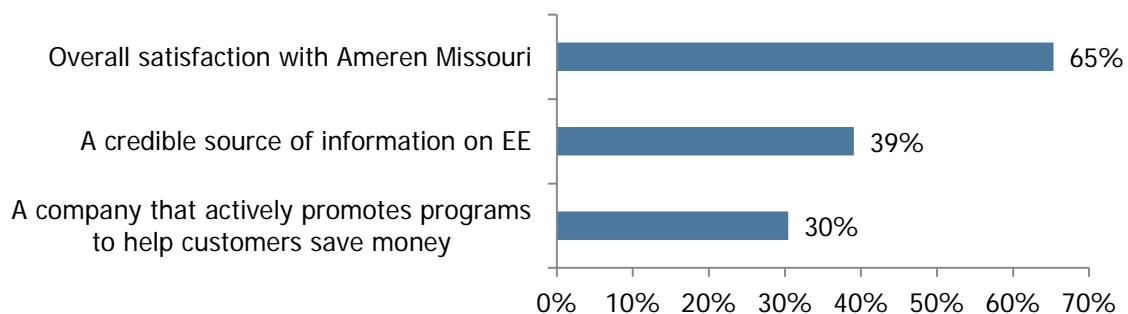 Overall satisfaction with Ameren Missouri
65%
A credible source of information on EE
39%
A company that actively promotes programs
to help customers save money
30%
0% 10% 20% 30% 40% 50% 60% 70%